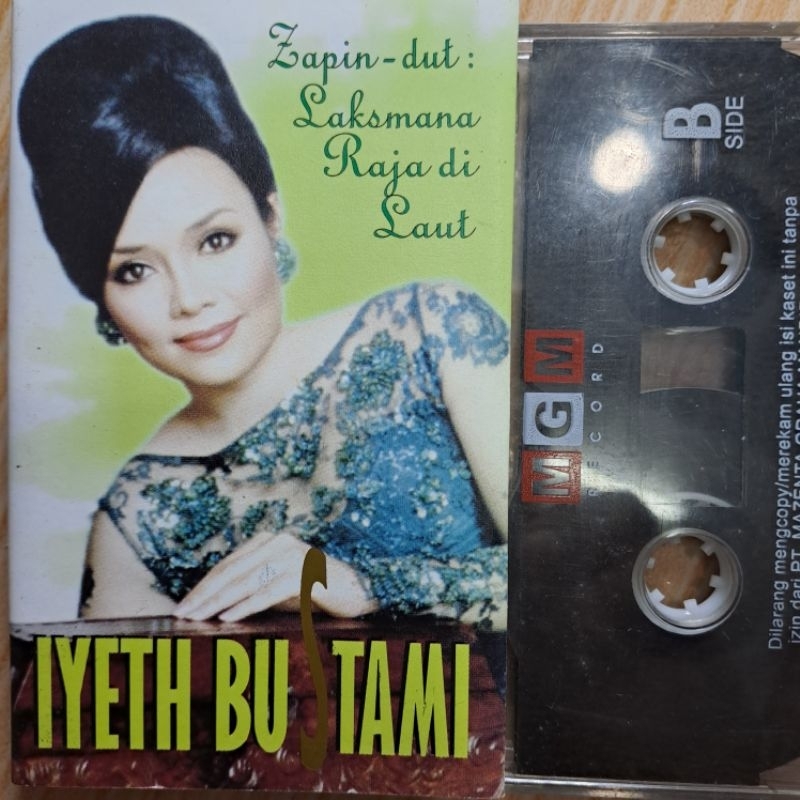 Zapin-dut:
Laksmana
Raja di
Laut
IYETH BUSTAMI
B
SIDE
MGM
RECORD
Dilarang mengcopy/merekam ulang isi kaset ini tanpa
izin dari PT. MAZENTA